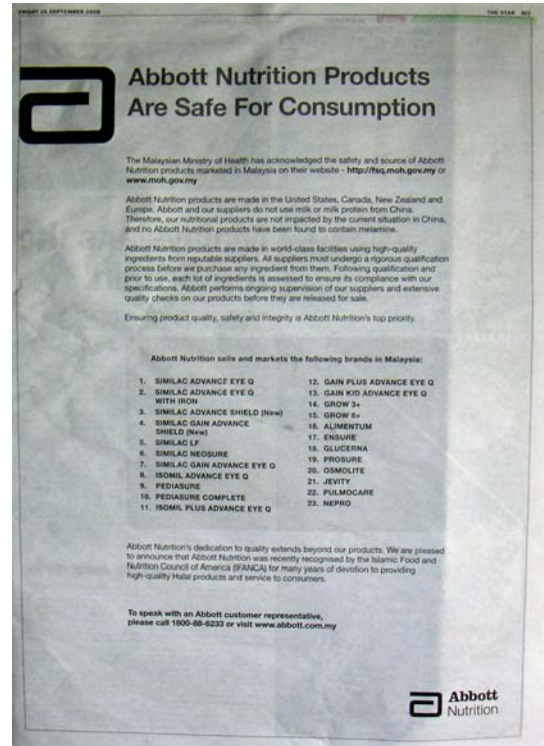 FRIDAY 26 SEPTEMBER 2008
THE STAR
Abbott Nutrition Products
Are Safe For Consumption
The Malaysian Ministry of Health has acknowledged the safety and source of Abbott
Nutrition products marketed in Malaysia on their website - http://fsq.moh.gov.my or
www.moh.gov.my
Abbott Nutrition products are made in the United States, Canada, New Zealand and
Europe. Abbott and our suppliers do not use milk or milk protein from China.
Therefore, our nutritional products are not impacted by the current situation in China,
and no Abbott Nutrition products have been found to contain melamine.
Abbott Nutrition products are made in world-class facilities using high-quality
ingredients from reputable suppliers. All suppliers must undergo a rigorous qualification
process before we purchase any ingredient from them. Following qualification and
prior to use, each lot of ingredients is assessed to ensure its compliance with our
specifications. Abbott performs ongoing supervision of our suppliers and extensive
quality checks on our products before they are released for sale.
Ensuring product quality, safety and integrity is Abbott Nutrition's top priority.
Abbott Nutrition sells and markets the following brands in Malaysia:
1. SIMILAC ADVANCE EYE Q
2. SIMILAC ADVANCE EYE Q
WITH IRON
3. SIMILAC ADVANCE SHIELD (New)
4. SIMILAC GAIN ADVANCE
SHIELD (New)
5. SIMILAC LF
6. SIMILAC NEOSURE
7. SIMILAC GAIN ADVANCE EYE Q
8. ISOMIL ADVANCE EYE Q
9. PEDIASURE
10. PEDIASURE COMPLETE
11. ISOMIL PLUS ADVANCE EYE Q
12. GAIN PLUS ADVANCE EYE Q
13. GAIN KID ADVANCE EYE Q
14. GROW 3+
15. GROW 6+
16. ALIMENTUM
17. ENSURE
18. GLUCERNA
19. PROSURE
20. OSMOLITE
21. JEVITY
22. PULMOCARE
23. NEPRO
Abbott Nutrition's dedication to quality extends beyond our products. We are pleased
to announce that Abbott Nutrition was recently recognised by the Islamic Food and
Nutrition Council of America (IFANCA) for many years of devotion to providing
high-quality Halal products and service to consumers.
To speak with an Abbott customer representative,
please call 1800-88-6233 or visit www.abbott.com.my
Abbott
Nutrition